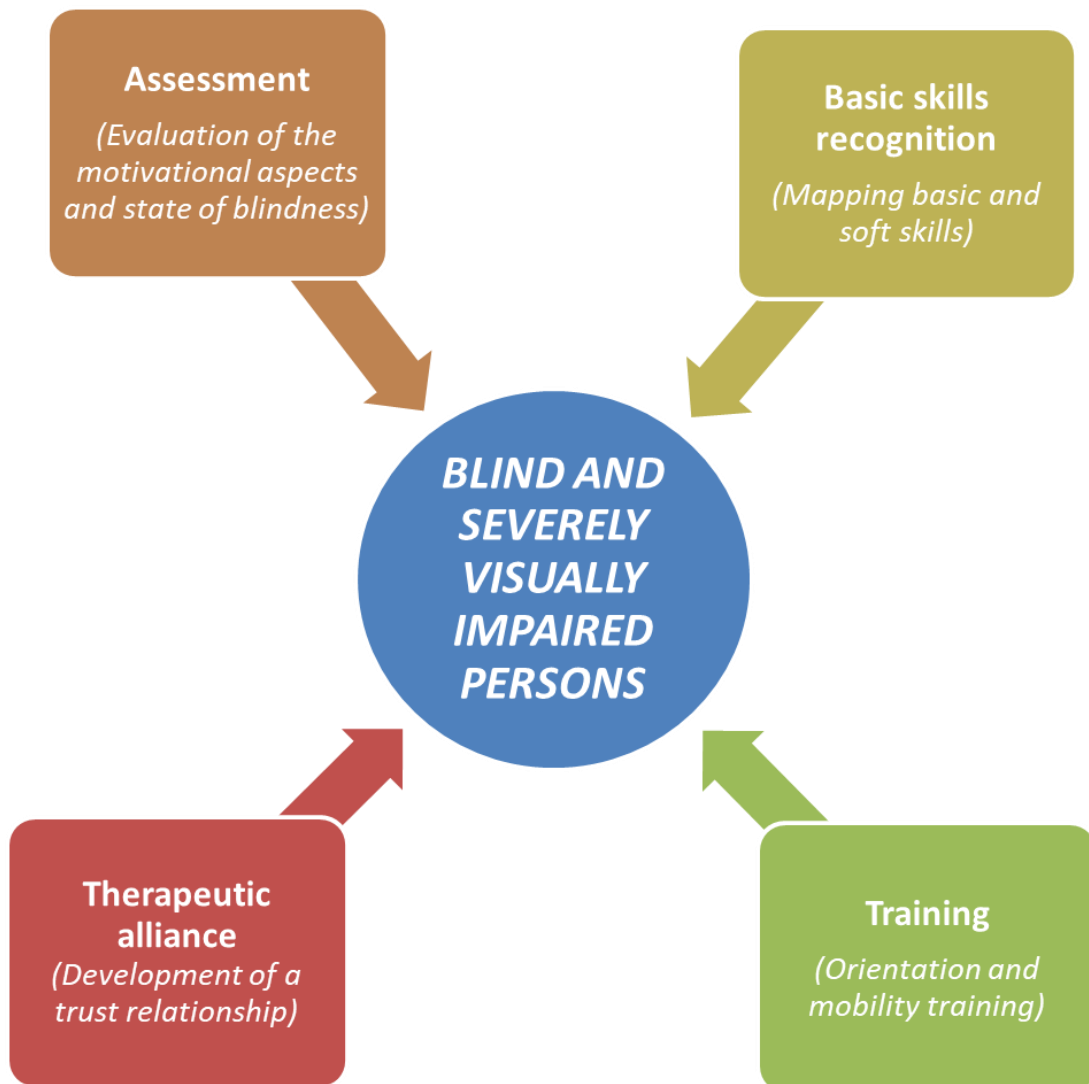 Assessment
(Evaluation of the
motivational aspects
and state of blindness)
Basic skills
recognition
(Mapping basic and
soft skills)
BLIND AND
SEVERELY
VISUALLY
IMPAIRED
PERSONS
Therapeutic
alliance
(Development of a
trust relationship)
Training
(Orientation and
mobility training)